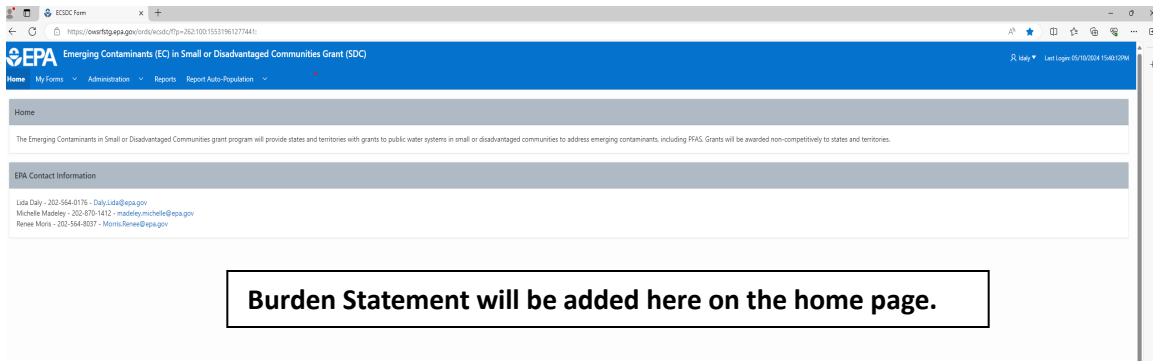 ECSDC Form
https://owsrfstg.epa.gov/ords/ecsdc/f?p=262:100:15531961277441:
EPA Emerging Contaminants (EC) in Small or Disadvantaged Communities Grant (SDC)
ldaly Last Login: 05/10/2024 15:40:12PM
Home My Forms Administration Reports Report Auto-Population
Home
The Emerging Contaminants in Small or Disadvantaged Communities grant program will provide states and territories with grants to public water systems in small or disadvantaged communities to address emerging contaminants, including PFAS. Grants will be awarded non-competitively to states and territories.
EPA Contact Information
Lida Daly - 202-564-0176 - Daly.Lida@epa.gov
Michelle Madeley - 202-870-1412 - madeley.michelle@epa.gov
Renee Moris - 202-564-8037 - Morris.Renee@epa.gov
Burden Statement will be added here on the home page.